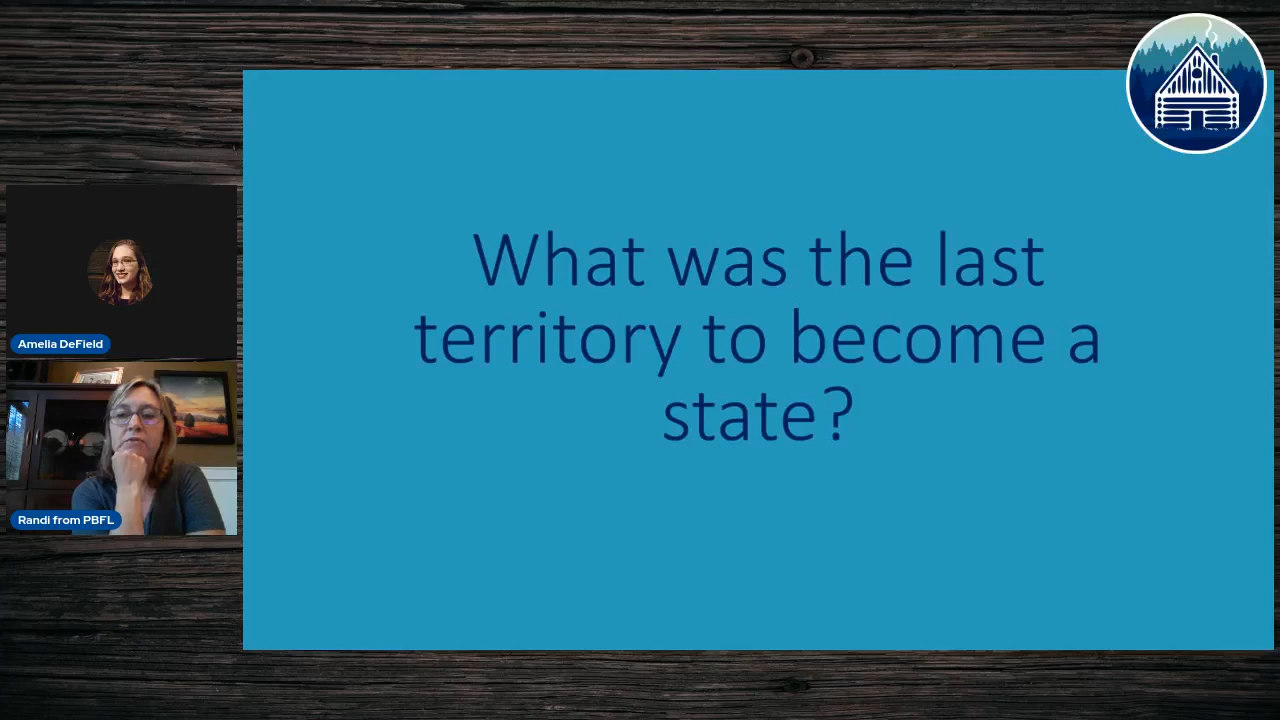 What was the last
territory to become a
state?
Amelia DeField
Randi from PBFL